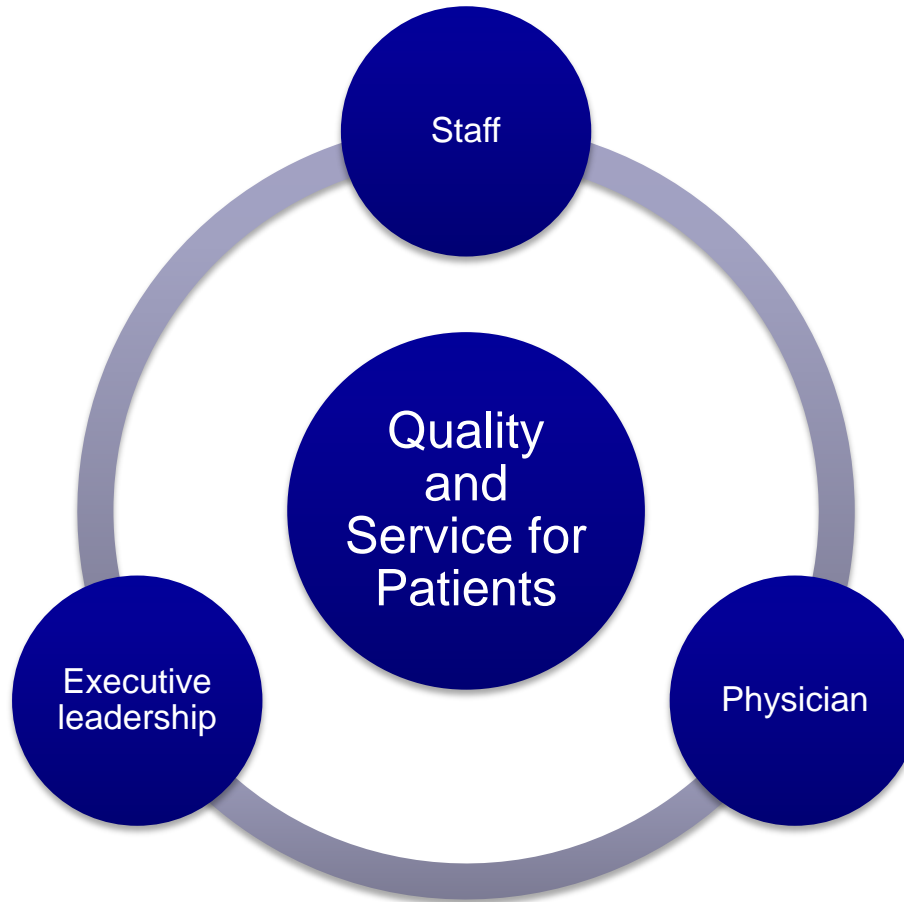 Staff
Quality
and
Service for
Patients
Executive
leadership
Physician